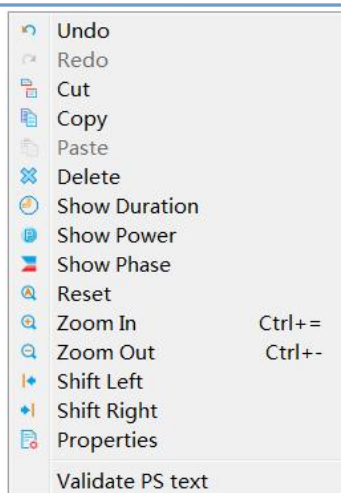 Undo
Redo
Cut
Copy
Paste
Delete
Show Duration
Show Power
Show Phase
Reset
Zoom In Ctrl+=
Zoom Out Ctrl+-
Shift Left
Shift Right
Properties
Validate PS text